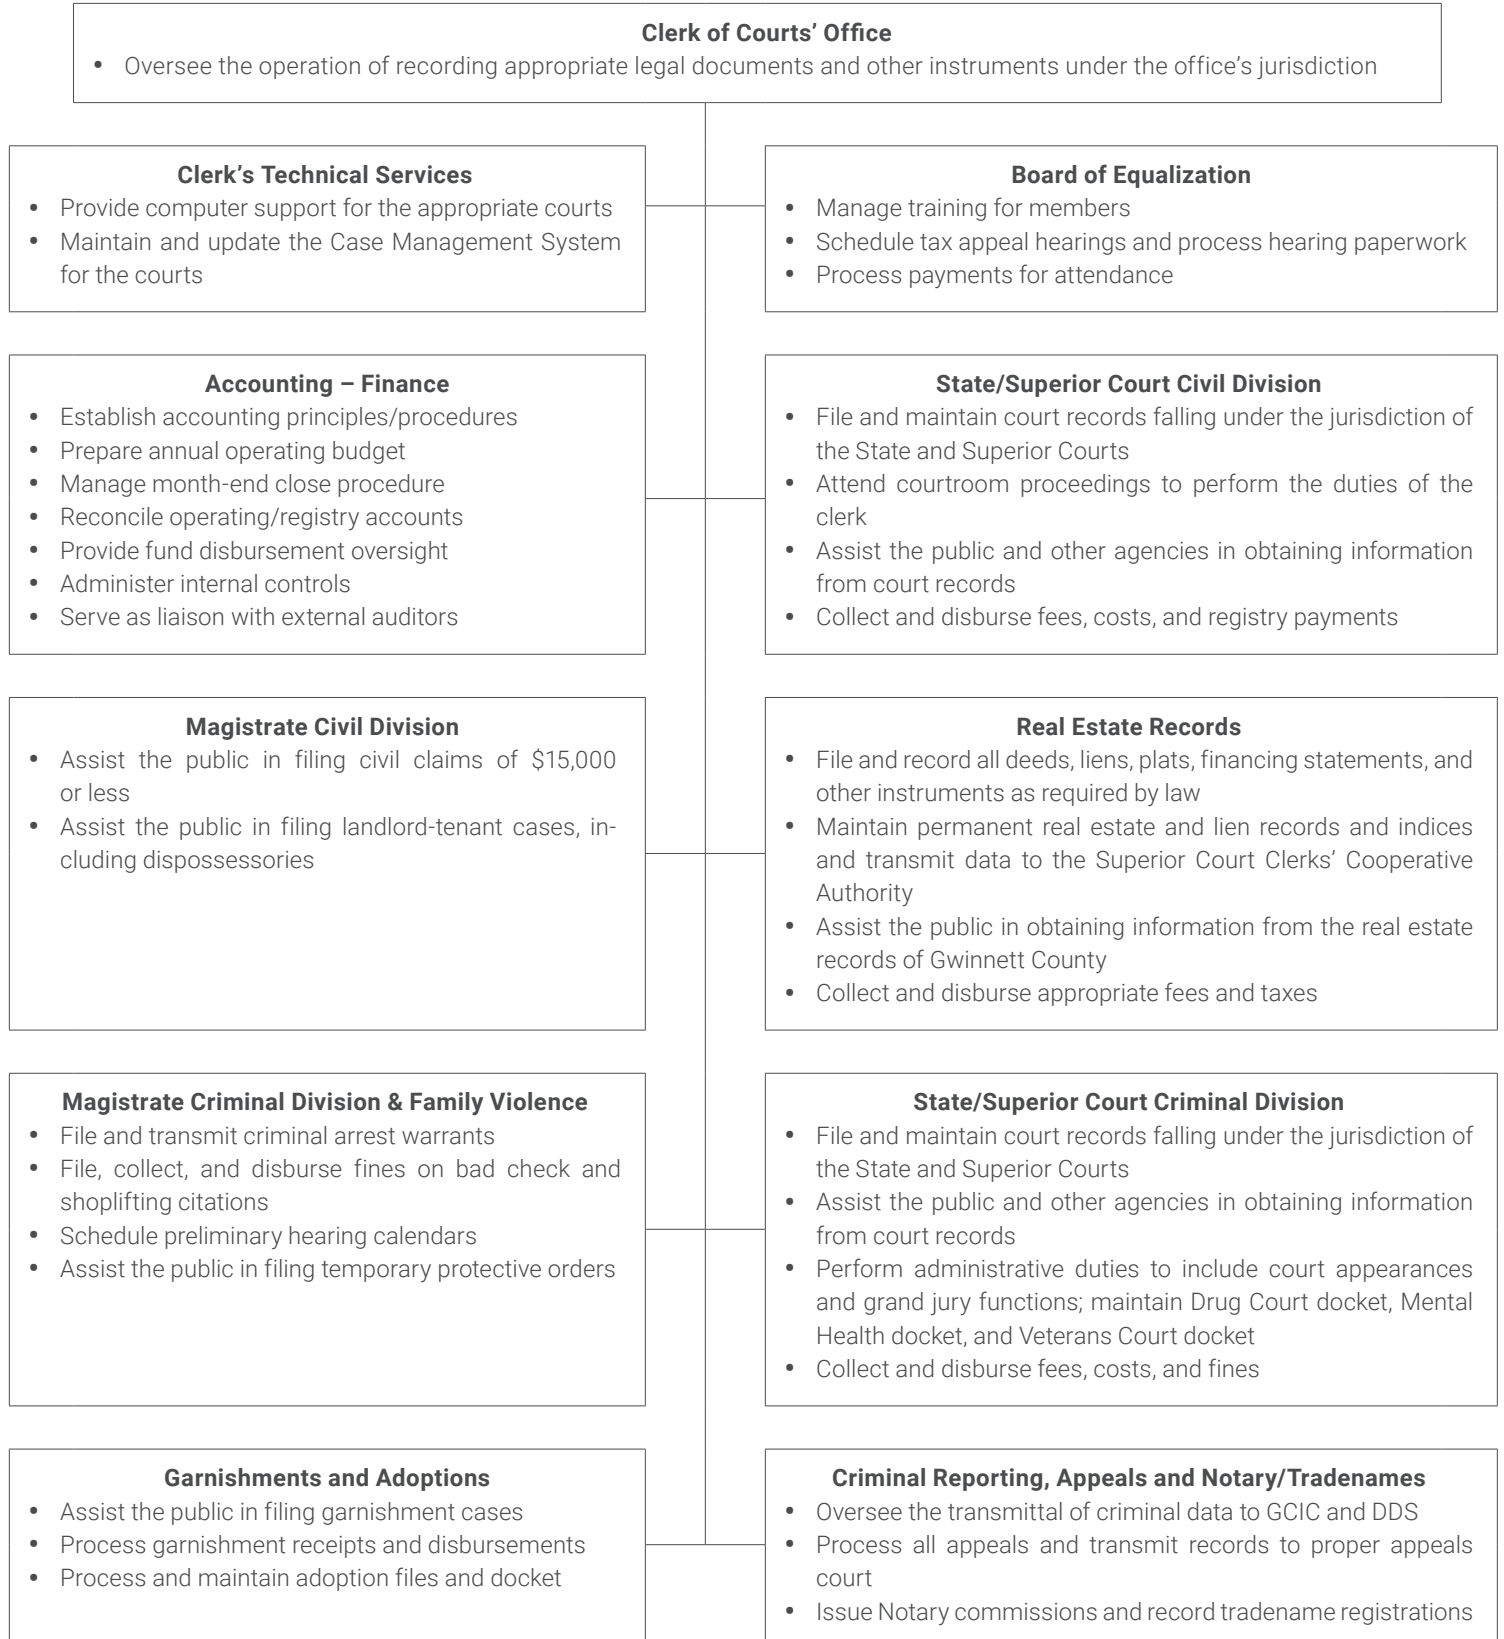 Clerk of Courts’ Office
• Oversee the operation of recording appropriate legal documents and other instruments under the office’s jurisdiction
Clerk’s Technical Services
• Provide computer support for the appropriate courts
• Maintain and update the Case Management System
for the courts
Board of Equalization
• Manage training for members
• Schedule tax appeal hearings and process hearing paperwork
• Process payments for attendance
Accounting – Finance
• Establish accounting principles/procedures
• Prepare annual operating budget
• Manage month-end close procedure
• Reconcile operating/registry accounts
• Provide fund disbursement oversight
• Administer internal controls
• Serve as liaison with external auditors
State/Superior Court Civil Division
• File and maintain court records falling under the jurisdiction of
the State and Superior Courts
• Attend courtroom proceedings to perform the duties of the
clerk
• Assist the public and other agencies in obtaining information
from court records
• Collect and disburse fees, costs, and registry payments
Magistrate Civil Division
• Assist the public in filing civil claims of $15,000
or less
• Assist the public in filing landlord-tenant cases, in-
cluding dispossessories
Real Estate Records
• File and record all deeds, liens, plats, financing statements, and
other instruments as required by law
• Maintain permanent real estate and lien records and indices
and transmit data to the Superior Court Clerks’ Cooperative
Authority
• Assist the public in obtaining information from the real estate
records of Gwinnett County
• Collect and disburse appropriate fees and taxes
Magistrate Criminal Division & Family Violence
• File and transmit criminal arrest warrants
• File, collect, and disburse fines on bad check and
shoplifting citations
• Schedule preliminary hearing calendars
• Assist the public in filing temporary protective orders
State/Superior Court Criminal Division
• File and maintain court records falling under the jurisdiction of
the State and Superior Courts
• Assist the public and other agencies in obtaining information
from court records
• Perform administrative duties to include court appearances
and grand jury functions; maintain Drug Court docket, Mental
Health docket, and Veterans Court docket
• Collect and disburse fees, costs, and fines
Garnishments and Adoptions
• Assist the public in filing garnishment cases
• Process garnishment receipts and disbursements
• Process and maintain adoption files and docket
Criminal Reporting, Appeals and Notary/Tradenames
• Oversee the transmittal of criminal data to GCIC and DDS
• Process all appeals and transmit records to proper appeals
court
• Issue Notary commissions and record tradename registrations